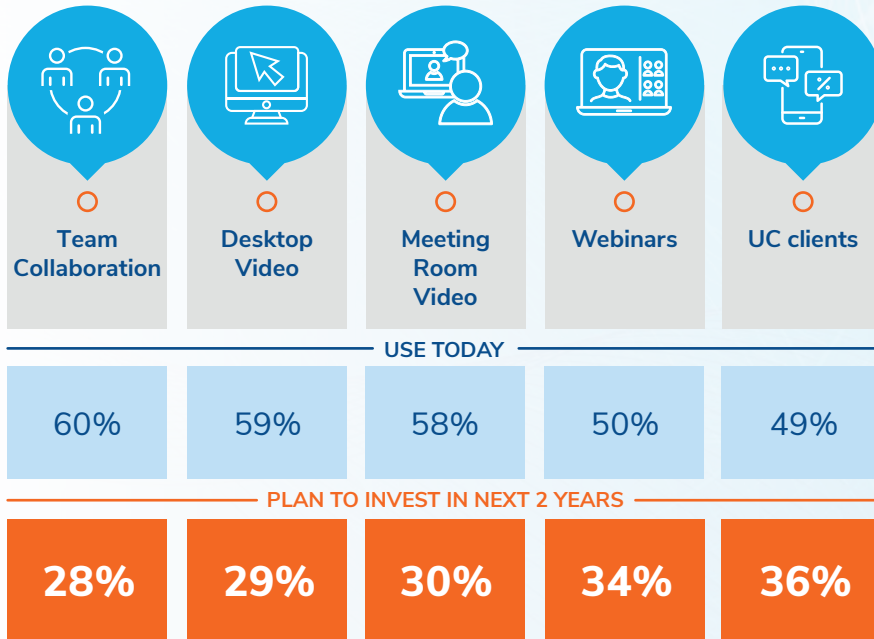 Team
Collaboration
Desktop
Video
Meeting
Room
Video
Webinars
UC clients
USE TODAY
60%
59%
58%
50%
49%
PLAN TO INVEST IN NEXT 2 YEARS
28%
29%
30%
34%
36%